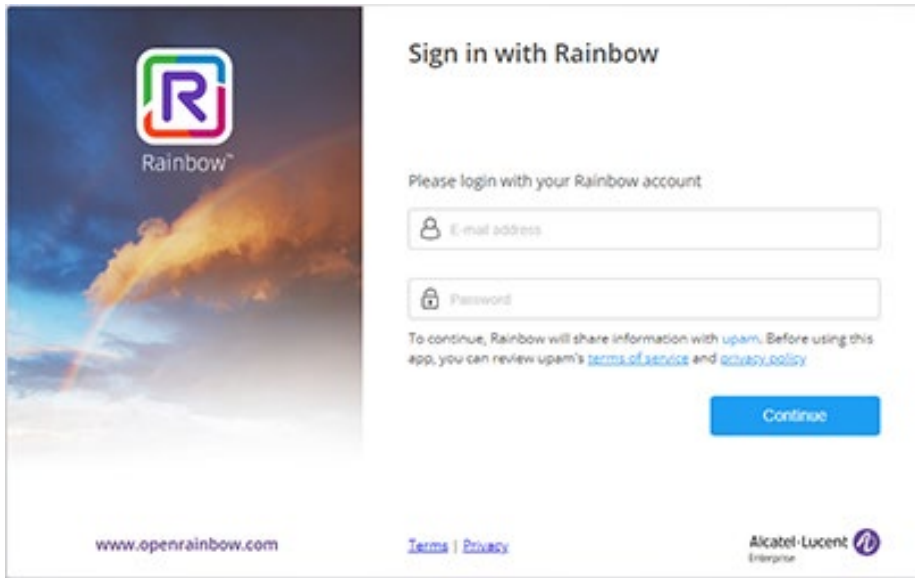 R
Rainbow™
Sign in with Rainbow
Please login with your Rainbow account
E-mail address
Password
To continue, Rainbow will share information with upam. Before using this
app, you can review upam's terms of service and privacy policy
Continue
www.openrainbow.com
Terms | Privacy
Alcatel·Lucent
Enterprise